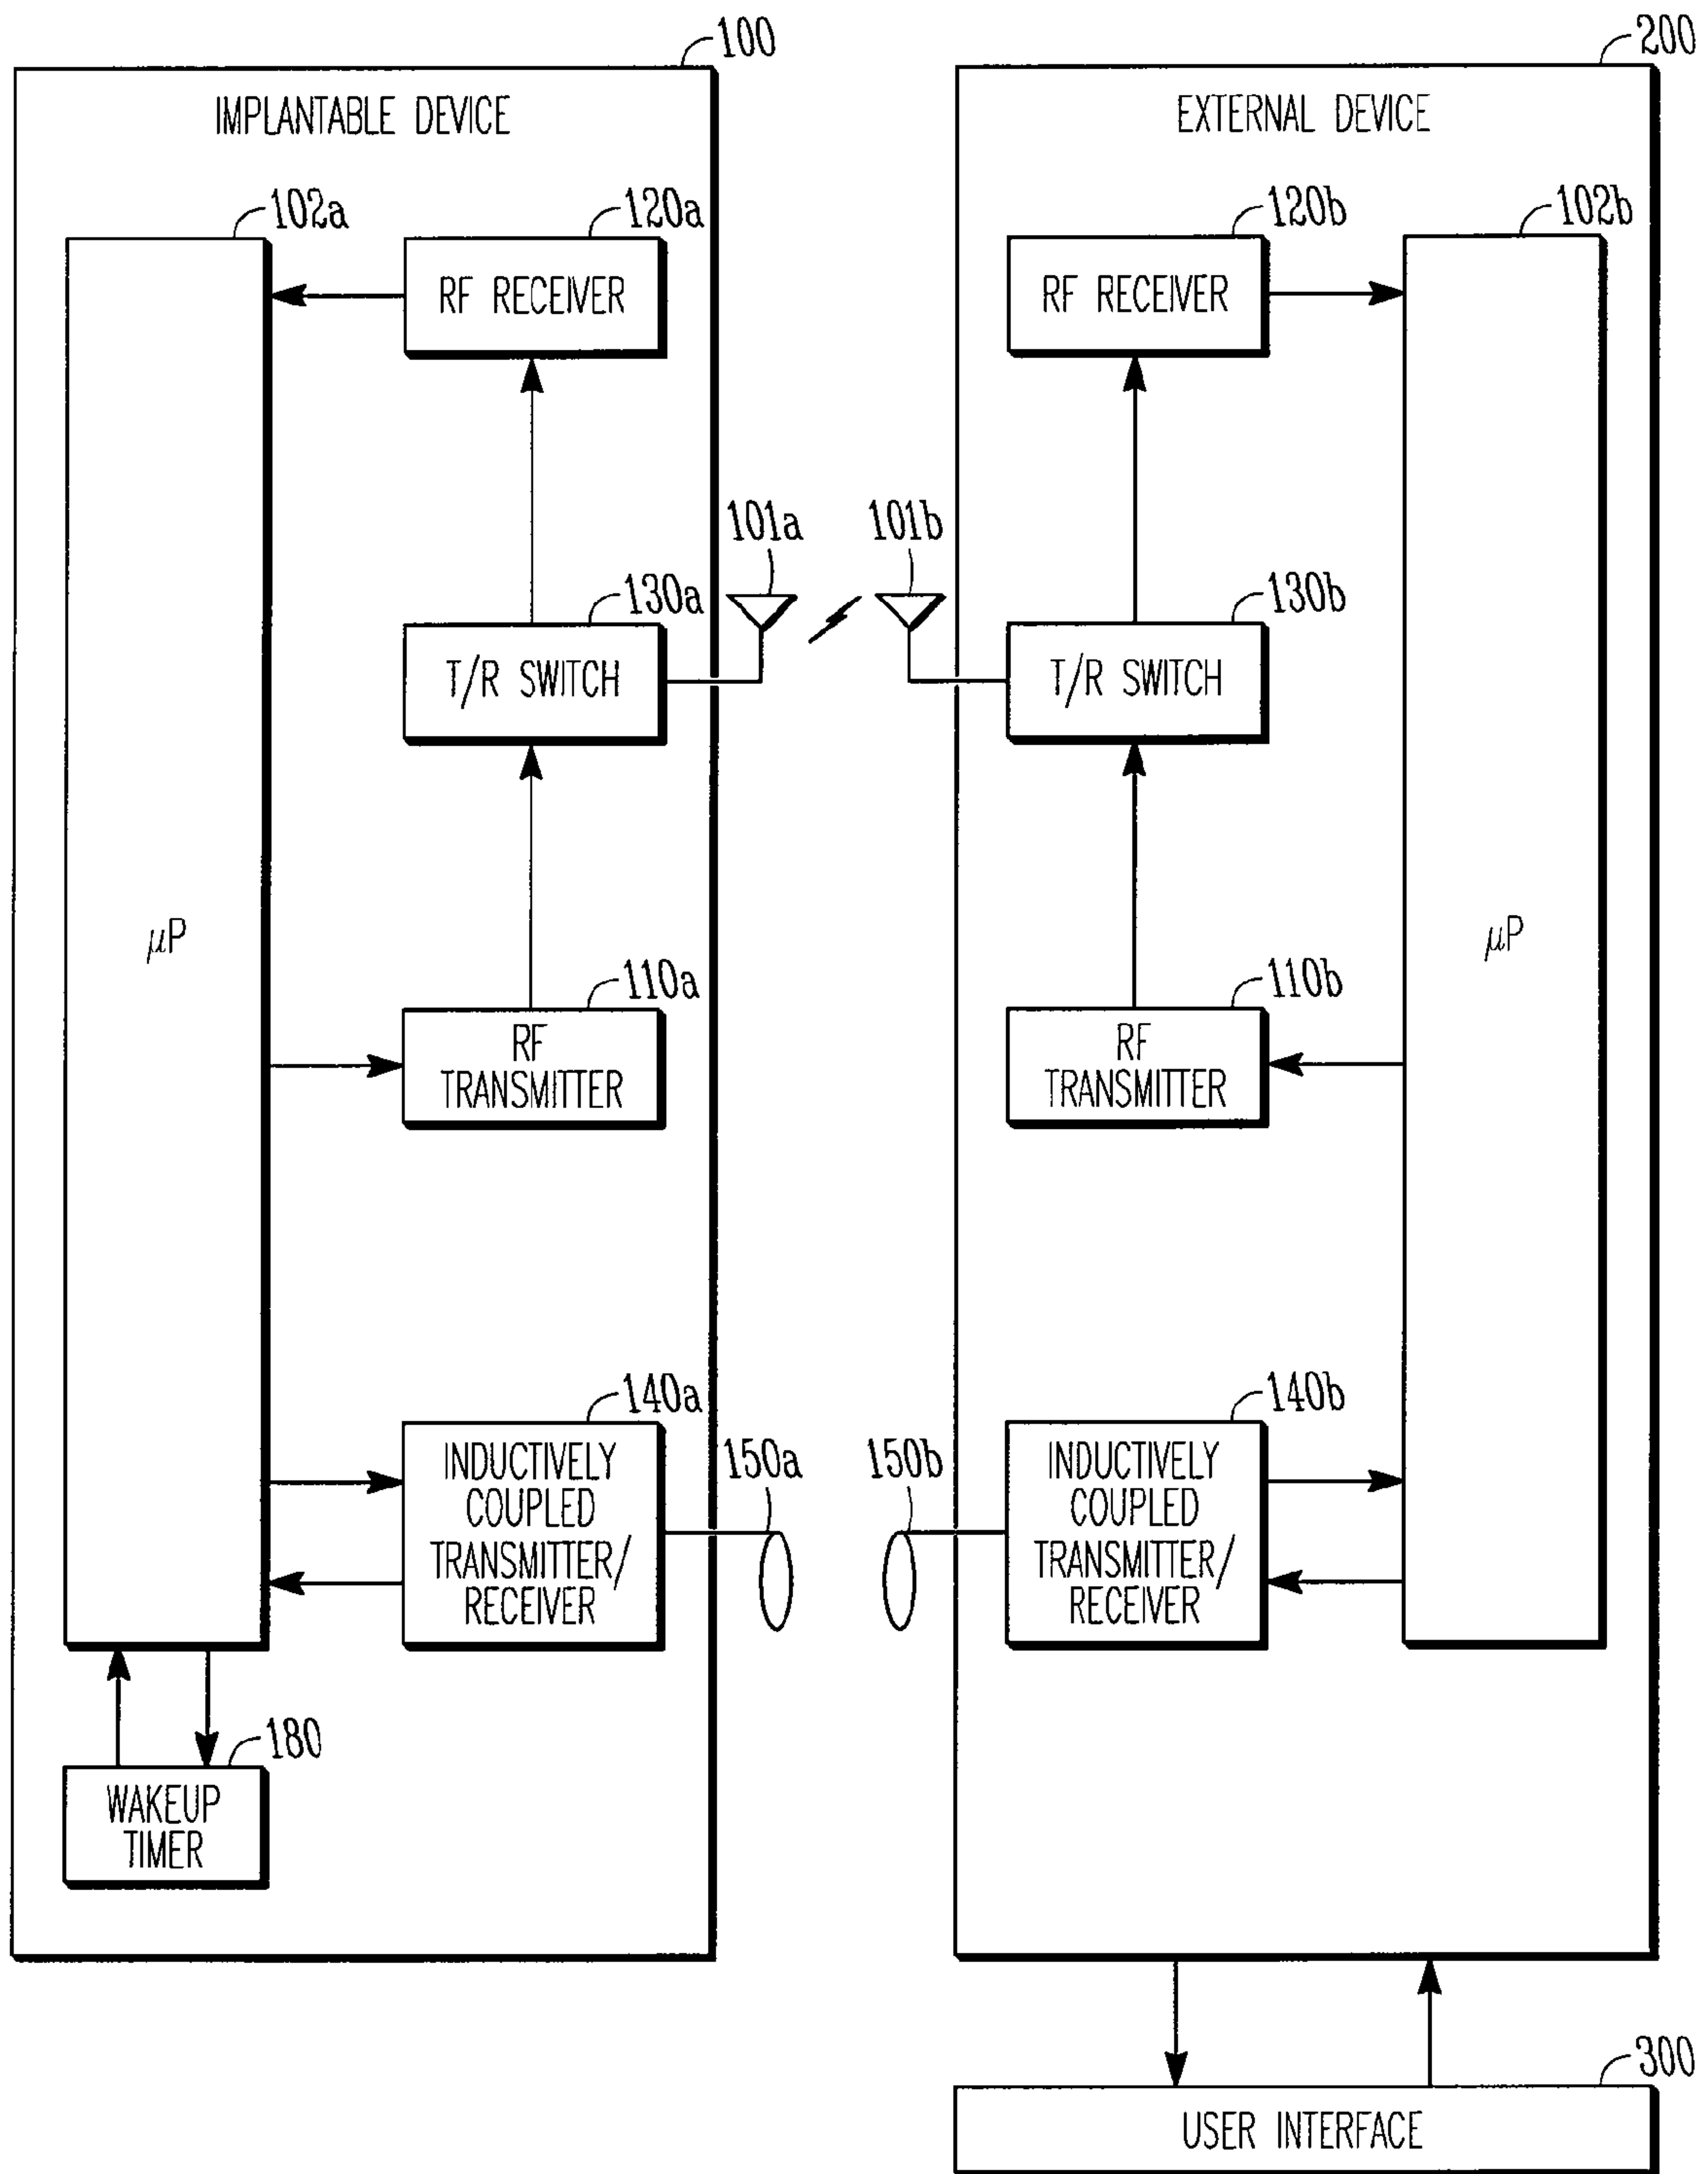 100
200
IMPLANTABLE DEVICE
EXTERNAL DEVICE
102a
120a
120b
102b
RF RECEIVER
RF RECEIVER
101a
101b
130a
130b
T/R SWITCH
T/R SWITCH
μP
μP
110a
110b
RF
TRANSMITTER
RF
TRANSMITTER
140a
140b
150a
150b
INDUCTIVELY
COUPLED
TRANSMITTER/
RECEIVER
INDUCTIVELY
COUPLED
TRANSMITTER/
RECEIVER
180
WAKEUP
TIMER
300
USER INTERFACE